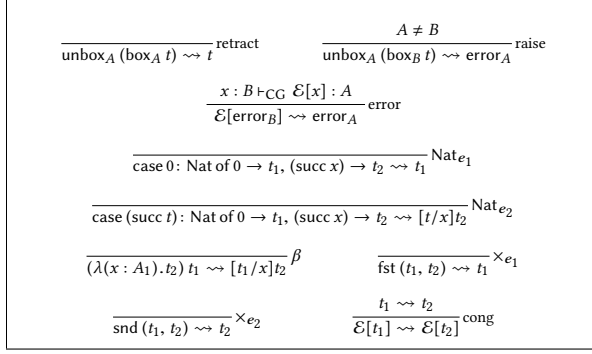 unbox_A (box_A t) ⇝ t retract
A ≠ B
unbox_A (box_B t) ⇝ error_A raise
x : B ⊢_CG ℰ[x] : A
ℰ[error_B] ⇝ error_A error
case 0: Nat of 0 → t₁, (succ x) → t₂ ⇝ t₁ Nat_e₁
case (succ t): Nat of 0 → t₁, (succ x) → t₂ ⇝ [t/x]t₂ Nat_e₂
(λ(x : A₁).t₂) t₁ ⇝ [t₁/x]t₂ β
fst (t₁, t₂) ⇝ t₁ ×_e₁
snd (t₁, t₂) ⇝ t₂ ×_e₂
t₁ ⇝ t₂
ℰ[t₁] ⇝ ℰ[t₂] cong